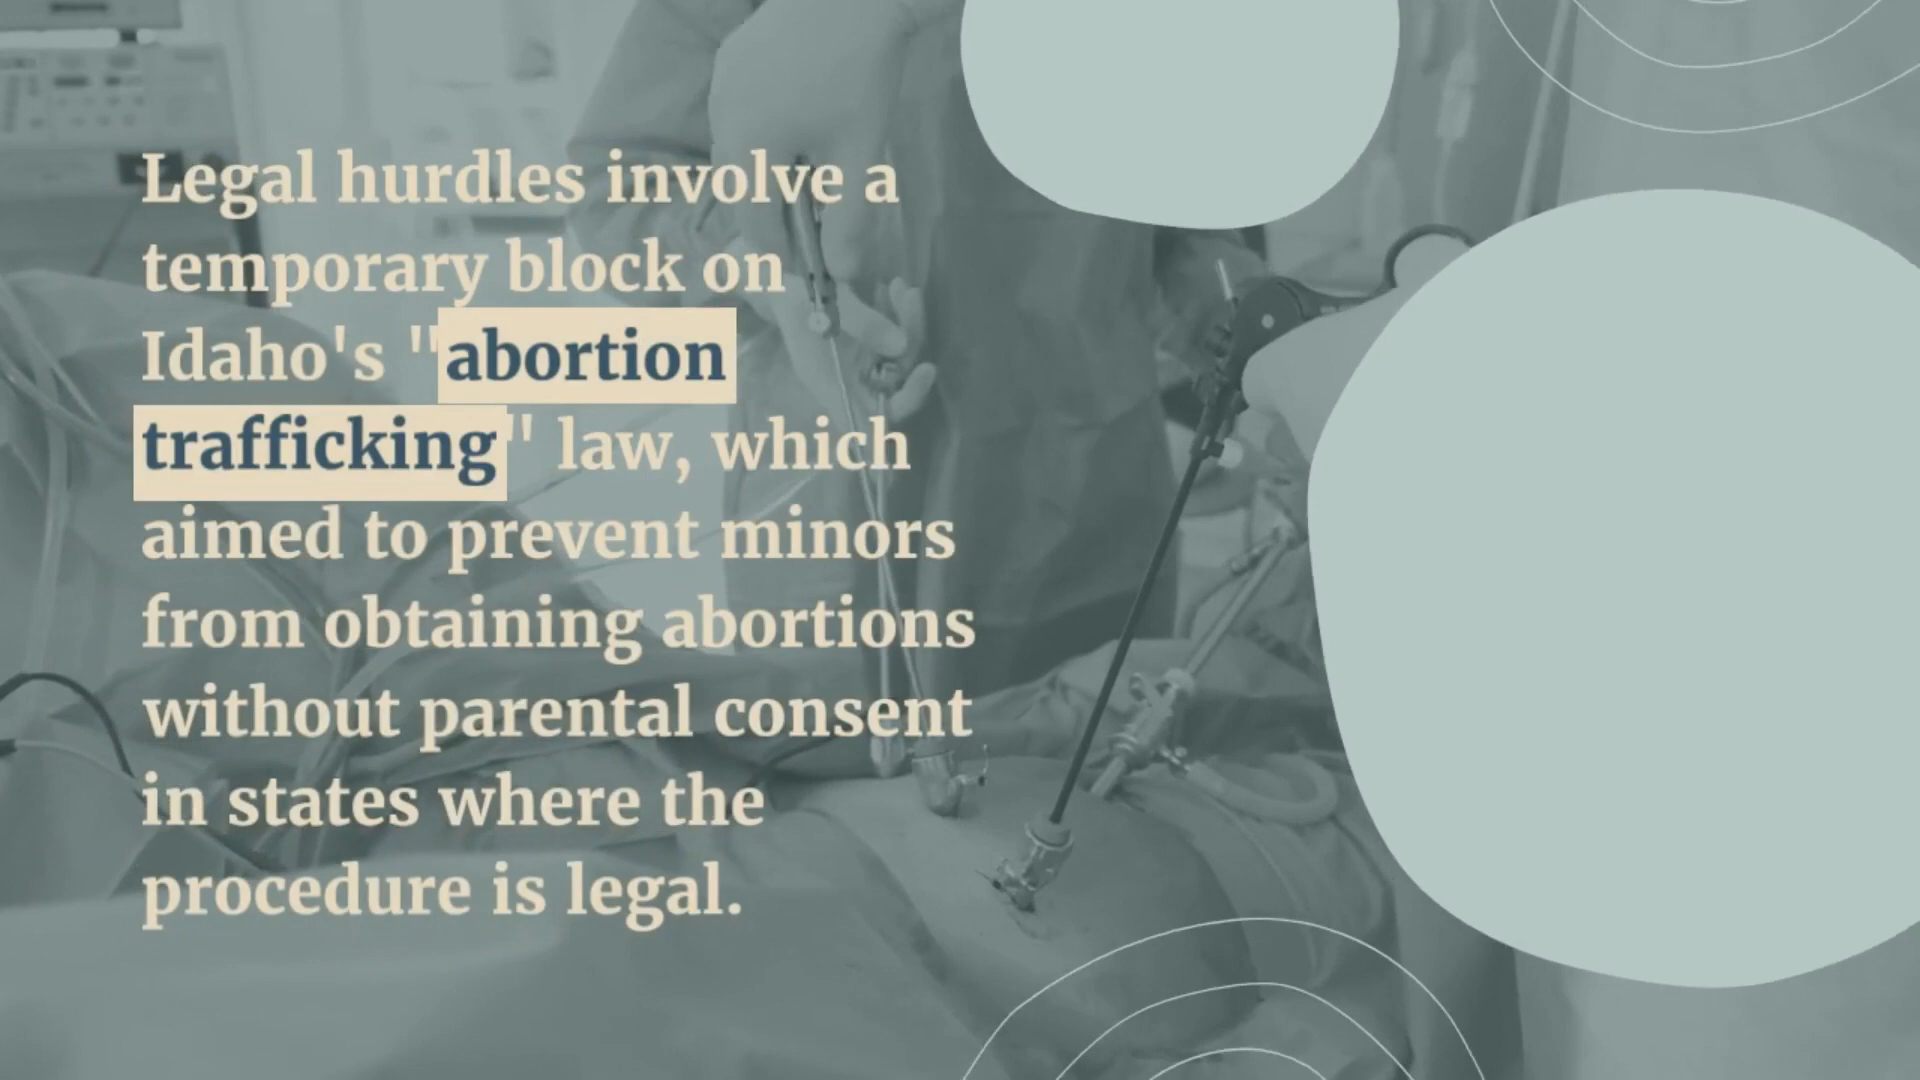 Legal hurdles involve a
temporary block on
Idaho's "abortion
trafficking" law, which
aimed to prevent minors
from obtaining abortions
without parental consent
in states where the
procedure is legal.